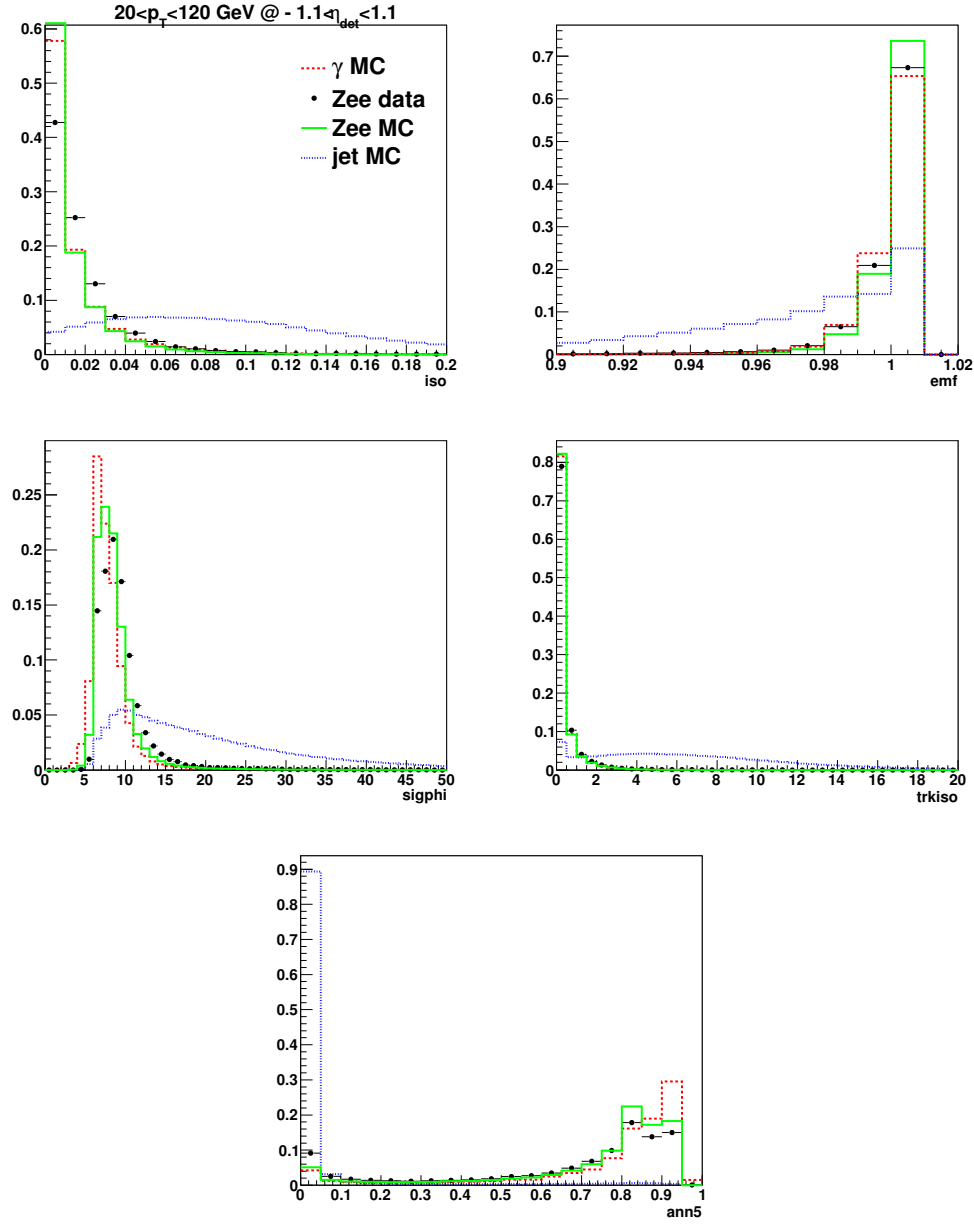 20<p_T<120 GeV @ - 1.1<η_det<1.1
γ MC
Zee data
Zee MC
jet MC
0.6
0.5
0.4
0.3
0.2
0.1
0
0 0.02 0.04 0.06 0.08 0.1 0.12 0.14 0.16 0.18 0.2
iso
0.7
0.6
0.5
0.4
0.3
0.2
0.1
0
0.9 0.92 0.94 0.96 0.98 1 1.02
emf
0.25
0.2
0.15
0.1
0.05
0
0 5 10 15 20 25 30 35 40 45 50
sigphi
0.8
0.7
0.6
0.5
0.4
0.3
0.2
0.1
0
0 2 4 6 8 10 12 14 16 18 20
trkiso
0.9
0.8
0.7
0.6
0.5
0.4
0.3
0.2
0.1
0
0 0.1 0.2 0.3 0.4 0.5 0.6 0.7 0.8 0.9 1
ann5